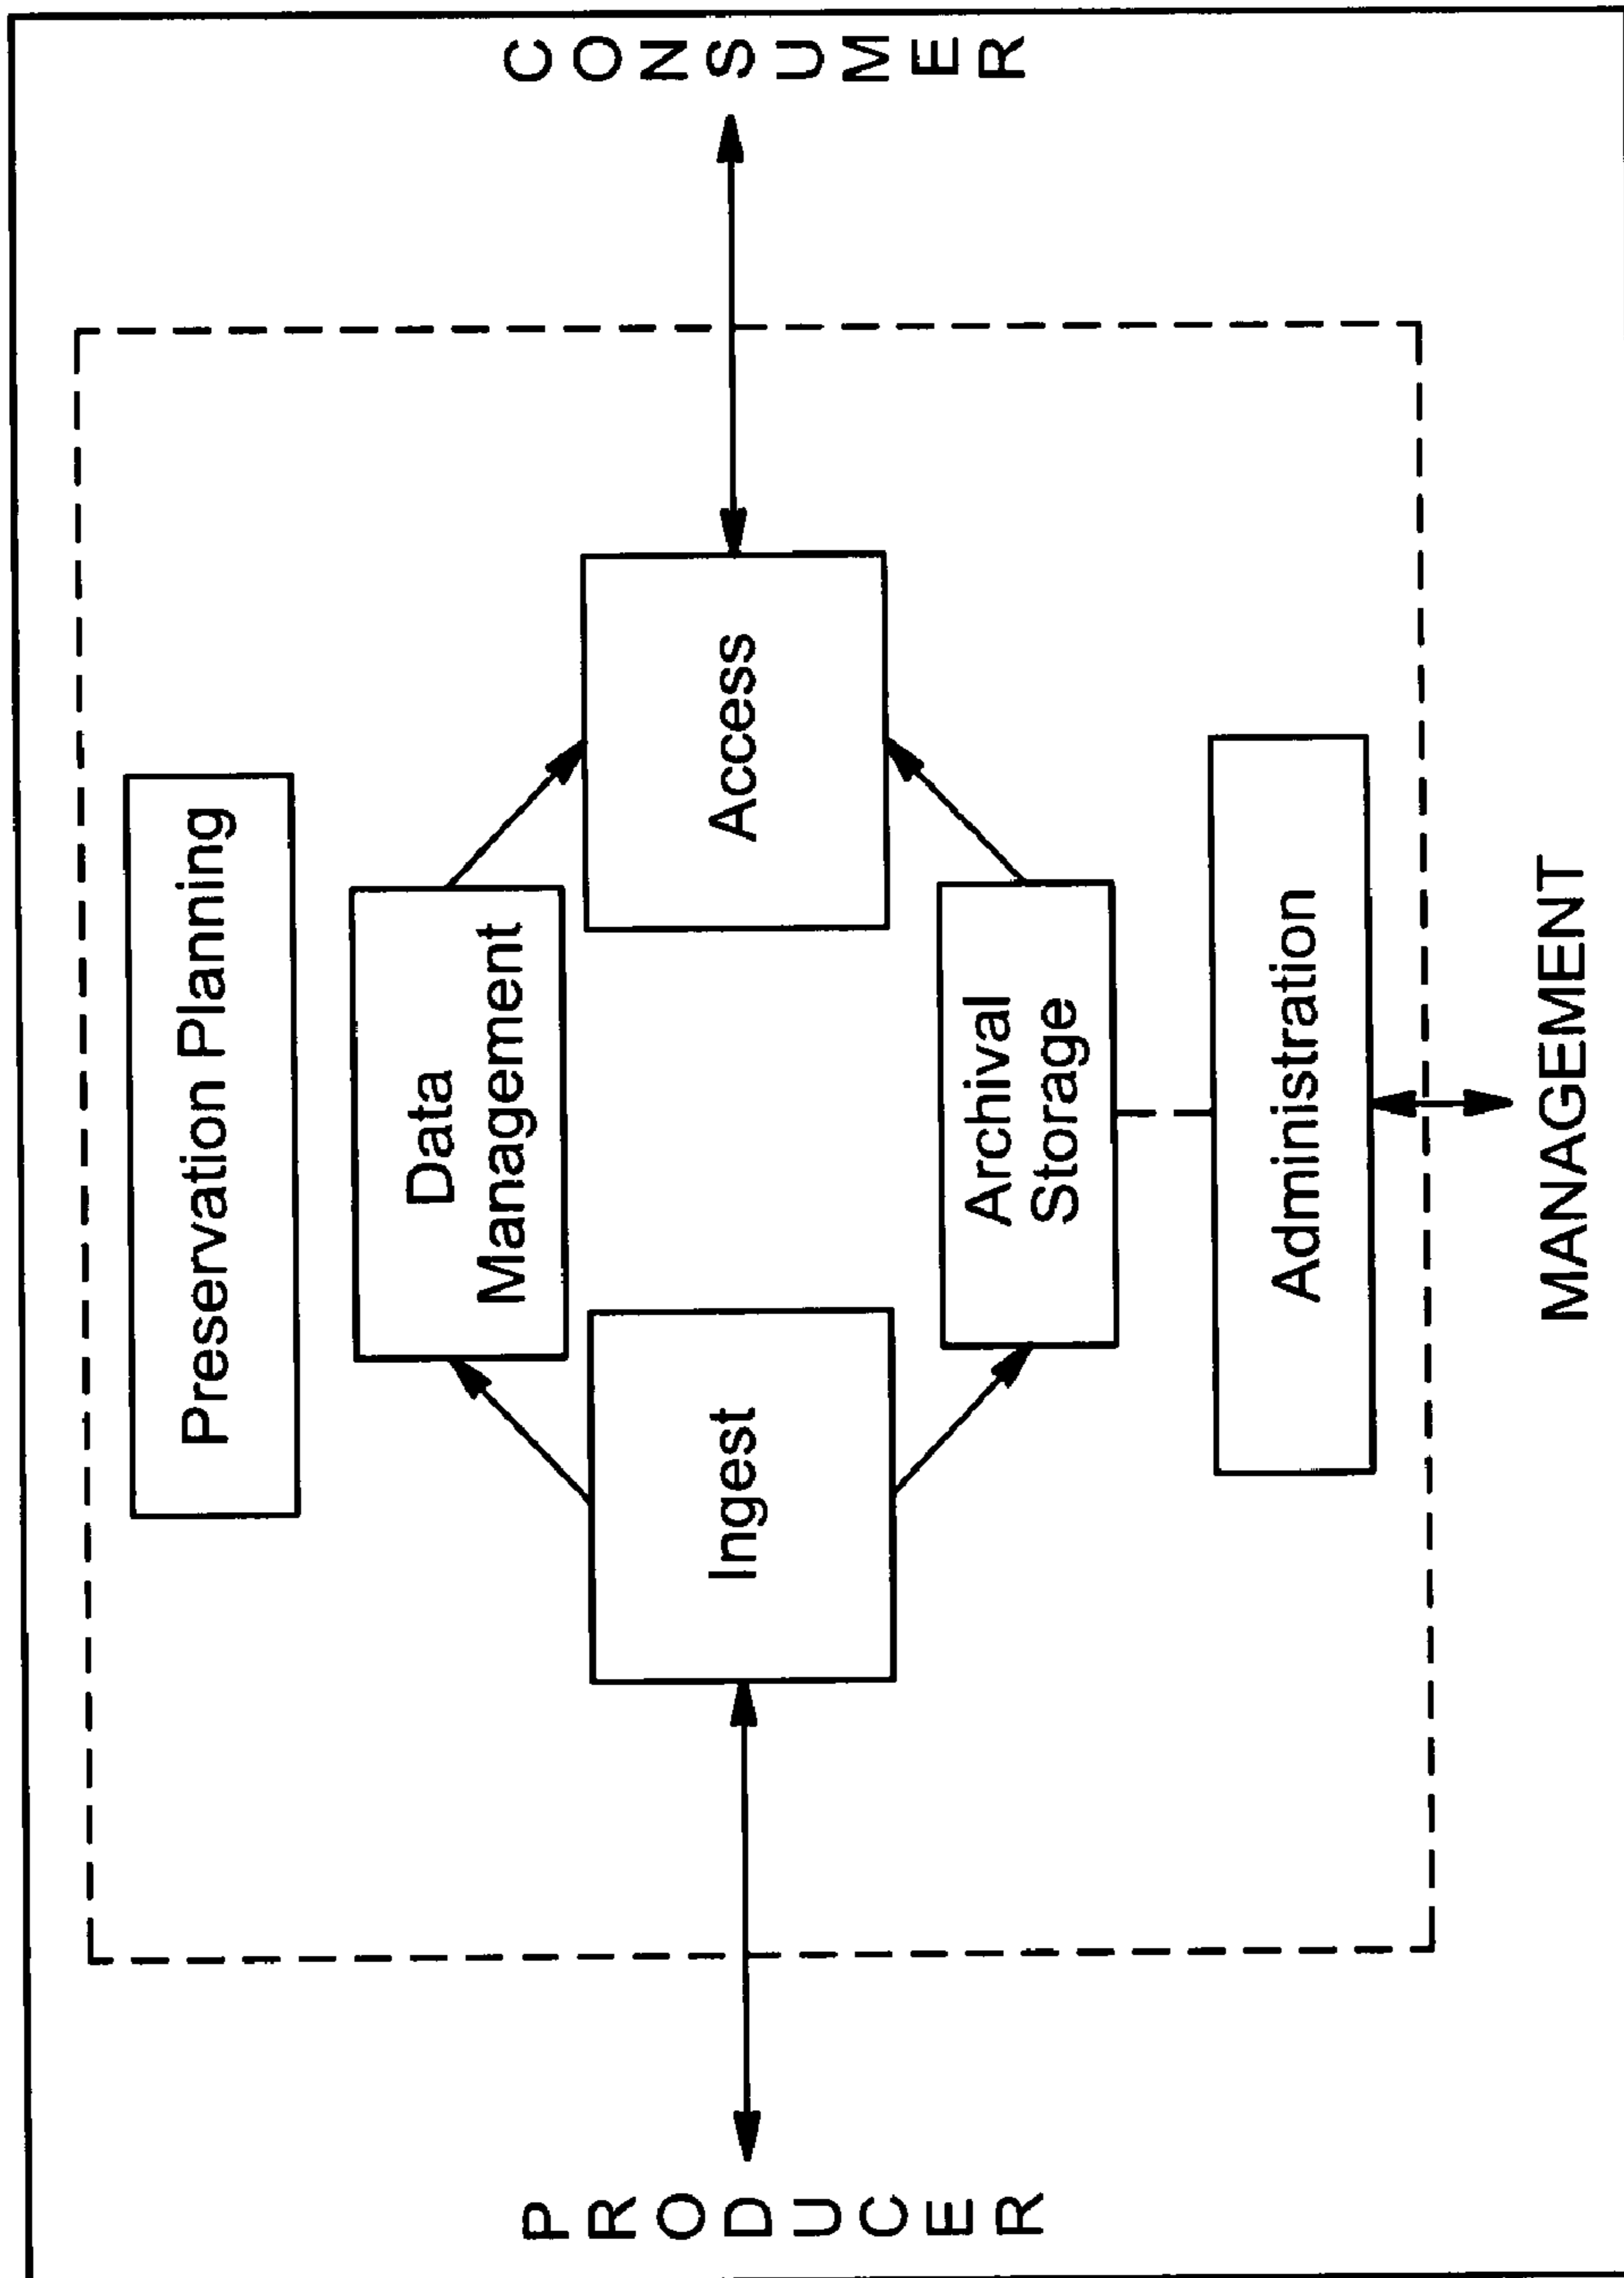 Preservation Planning
Data
Management
PRODUCER
Ingest
Access
CONSUMER
Archival
Storage
Administration
MANAGEMENT